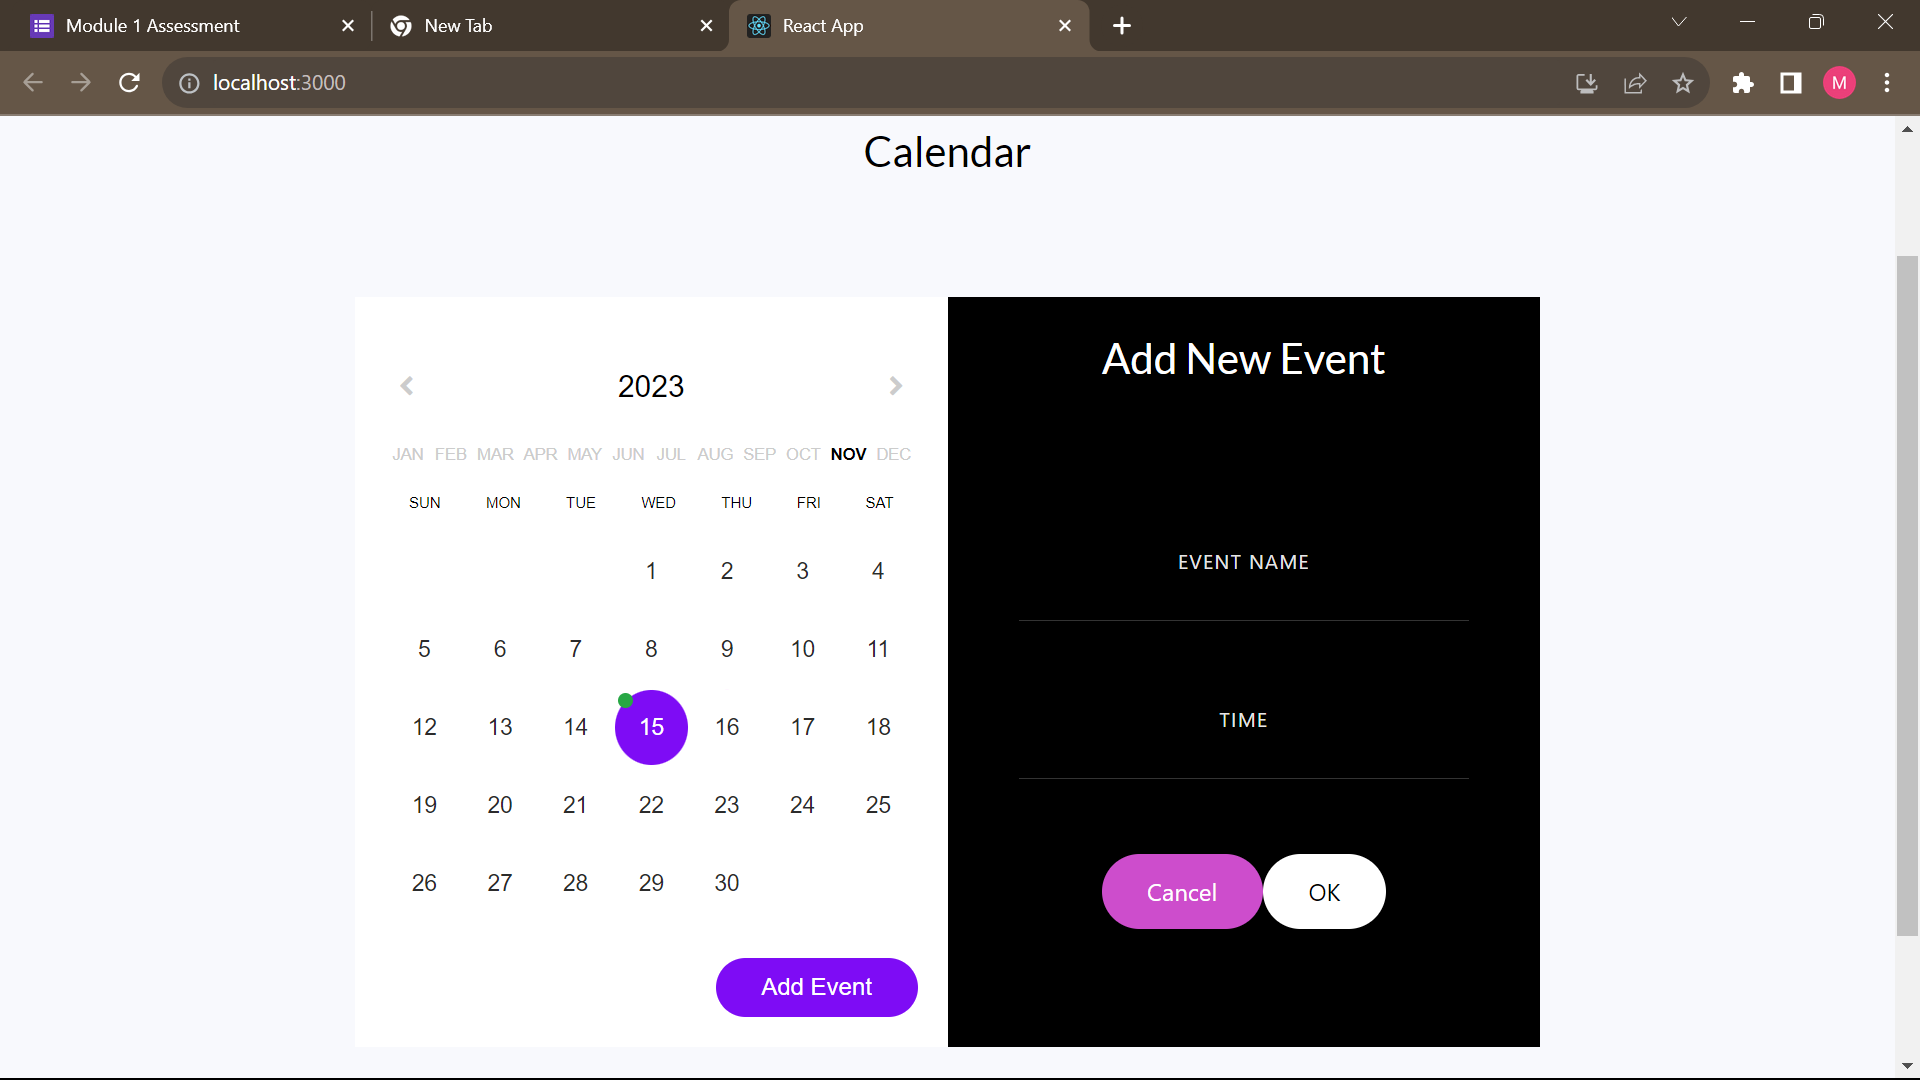 Module 1 Assessment
New Tab
React App
localhost:3000
M
Calendar
2023
JAN FEB MAR APR MAY JUN JUL AUG SEP OCT NOV DEC
SUN MON TUE WED THU FRI SAT
1 2 3 4
5 6 7 8 9 10 11
12 13 14 15 16 17 18
19 20 21 22 23 24 25
26 27 28 29 30
Add Event
Add New Event
EVENT NAME
TIME
Cancel OK